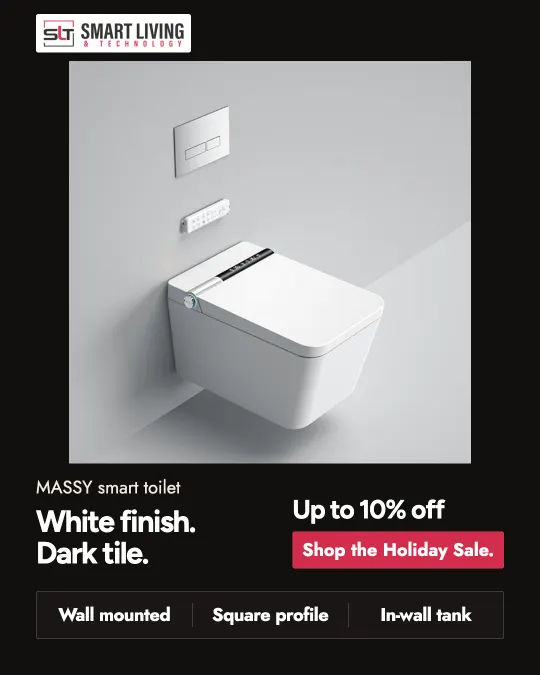 SLT SMART LIVING
& TECHNOLOGY
MASSY smart toilet
White finish.
Dark tile.
Up to 10% off
Shop the Holiday Sale.
Wall mounted
Square profile
In-wall tank